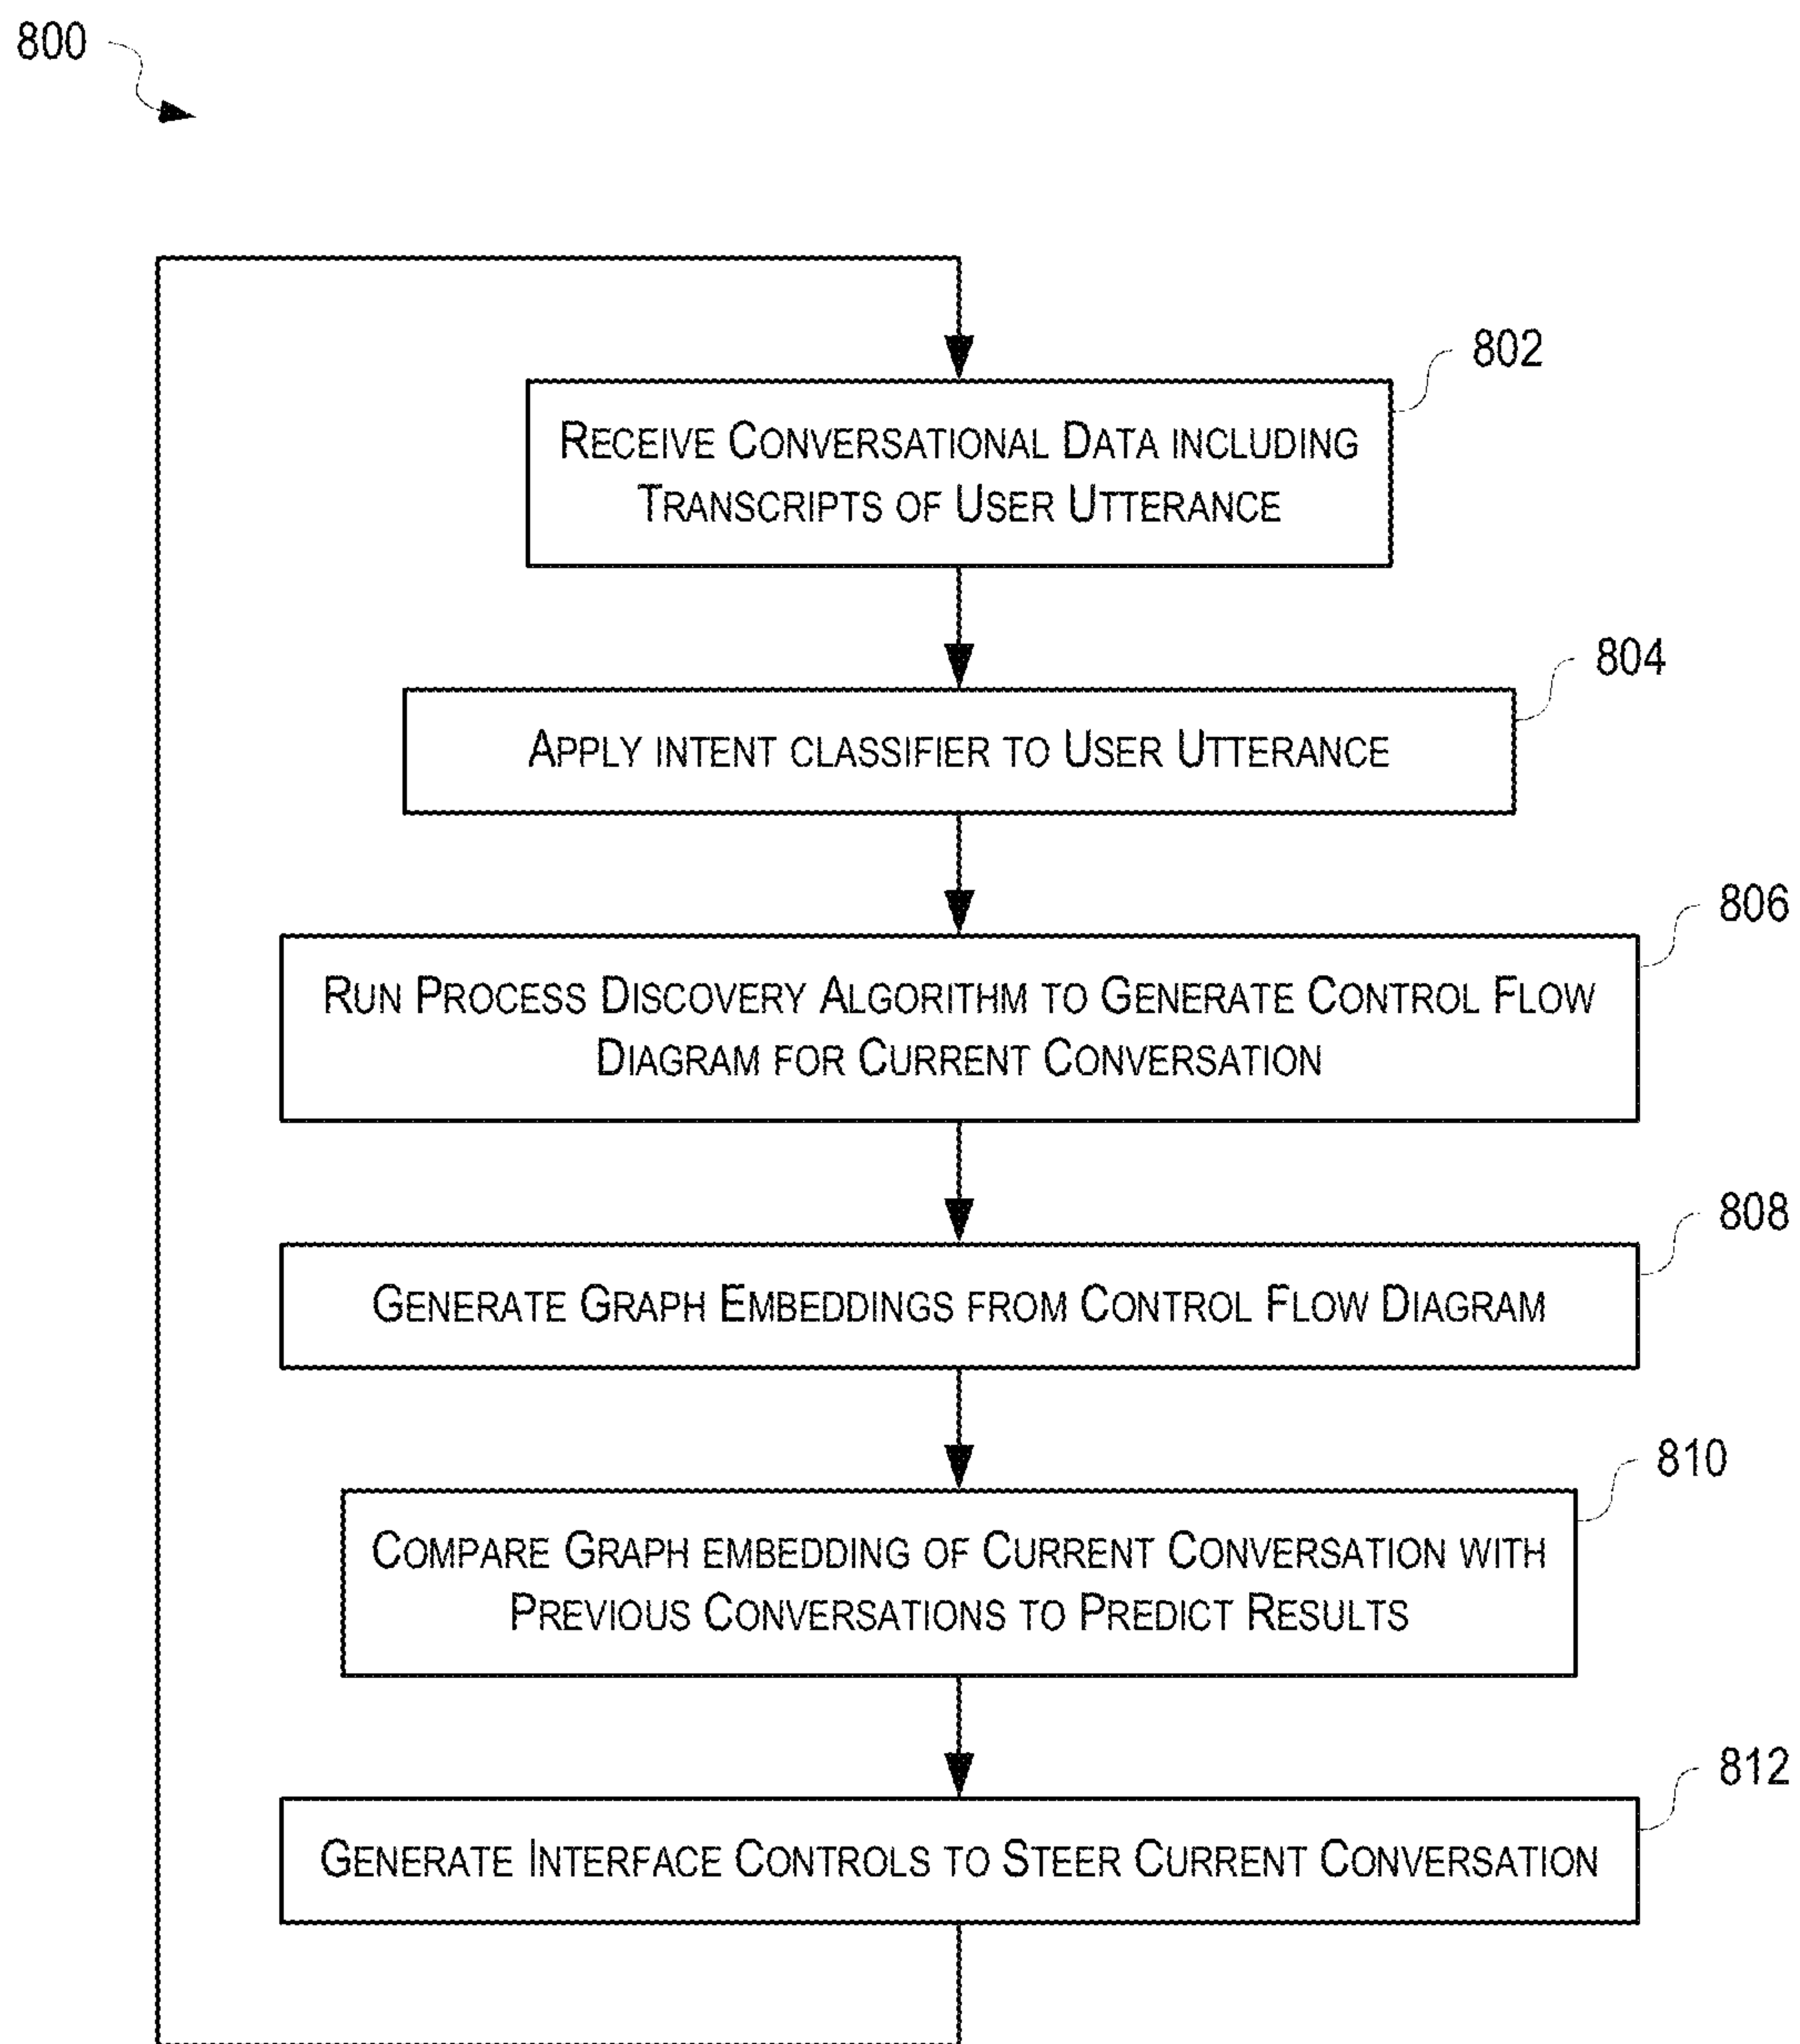 800
802
RECEIVE CONVERSATIONAL DATA INCLUDING
TRANSCRIPTS OF USER UTTERANCE
804
APPLY INTENT CLASSIFIER TO USER UTTERANCE
806
RUN PROCESS DISCOVERY ALGORITHM TO GENERATE CONTROL FLOW
DIAGRAM FOR CURRENT CONVERSATION
808
GENERATE GRAPH EMBEDDINGS FROM CONTROL FLOW DIAGRAM
810
COMPARE GRAPH EMBEDDING OF CURRENT CONVERSATION WITH
PREVIOUS CONVERSATIONS TO PREDICT RESULTS
812
GENERATE INTERFACE CONTROLS TO STEER CURRENT CONVERSATION